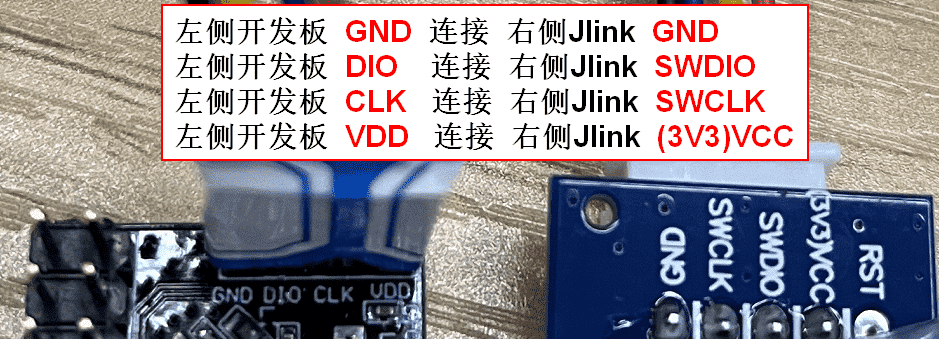 左侧开发板 GND 连接 右侧Jlink GND
左侧开发板 DIO 连接 右侧Jlink SWDIO
左侧开发板 CLK 连接 右侧Jlink SWCLK
左侧开发板 VDD 连接 右侧Jlink (3V3)VCC
GND DIO CLK VDD
GND
SWCLK
SWDIO
(3V3)VCC
RST